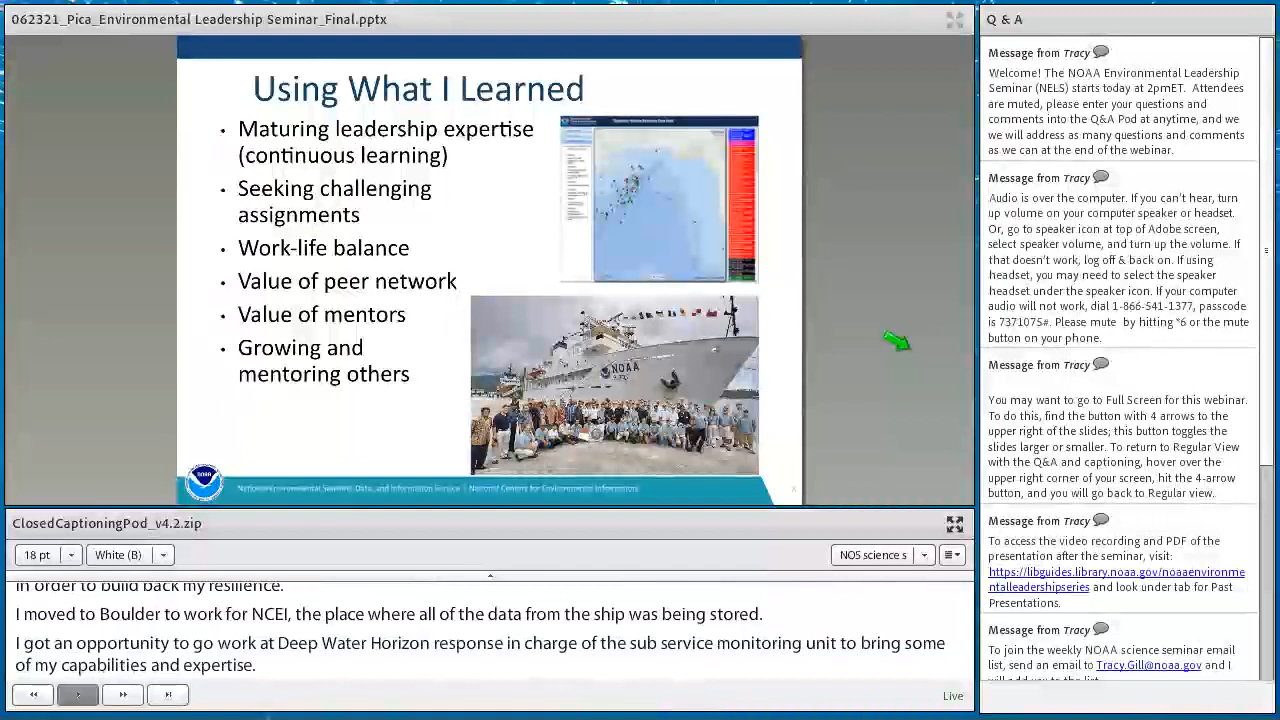 062321_Pica_Environmental Leadership Seminar_Final.pptx
Using What I Learned
• Maturing leadership expertise
(continuous learning)
• Seeking challenging
assignments
• Work-life balance
• Value of peer network
• Value of mentors
• Growing and
mentoring others
NOAA
NOAA
National Environmental Satellite, Data, and Information Service | National Centers for Environmental Information
ClosedCaptioningPod_v4.2.zip
18 pt
White (B)
NOS science s
in order to build back my resilience.
I moved to Boulder to work for NCEI, the place where all of the data from the ship was being stored.
I got an opportunity to go work at Deep Water Horizon response in charge of the sub service monitoring unit to bring some
of my capabilities and expertise.
Live
Q & A
Message from Tracy
Welcome! The NOAA Environmental Leadership
Seminar (NELS) starts today at 2pmET. Attendees
are muted, please enter your questions and
comments in the Q&A Pod at anytime, and we
we will address as many questions and comments
as we can at the end of the webinar.
Message from Tracy
Audio is over the computer. If you can't hear, turn
up volume on your computer speaker or headset.
Or, go to speaker icon at top of Adobe screen,
select speaker volume, and turn up the volume. If
that doesn't work, log off & back on. If using
headset, you may need to select the speaker
headset under the speaker icon. If your computer
audio will not work, dial 1-866-541-1377, passcode
is 7371075#. Please mute by hitting *6 or the mute
button on your phone.
Message from Tracy
You may want to go to Full Screen for this webinar.
To do this, find the button with 4 arrows to the
upper right of the slides; this button toggles the
slides larger or smaller. To return to Regular View
with the Q&A and captioning, hover over the
upper right corner of your screen, hit the 4-arrow
button, and you will go back to Regular view.
Message from Tracy
To access the video recording and PDF of the
presentation after the seminar, visit:
https://libguides.library.noaa.gov/noaaenvironme
ntalleadershipseries and look under tab for Past
Presentations.
Message from Tracy
To join the weekly NOAA science seminar email
list, send an email to Tracy.Gill@noaa.gov and I
will add you to the list.